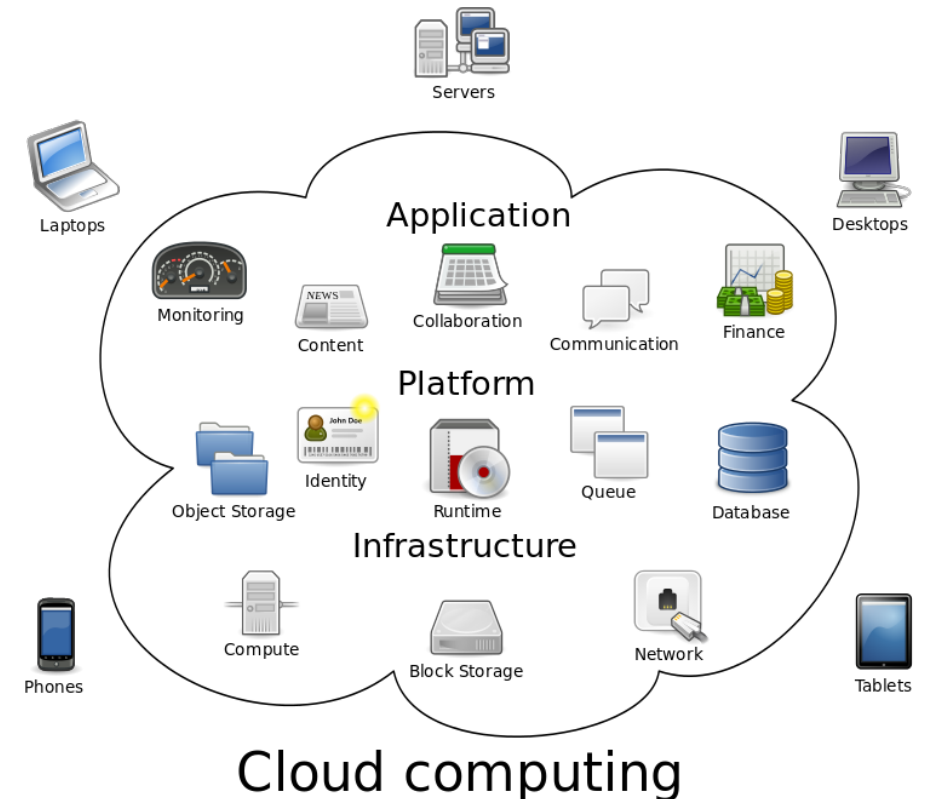 Servers
Laptops
Desktops
Application
Monitoring
NEWS
Content
Collaboration
Communication
Finance
Platform
John Doe
Object Storage
Identity
Runtime
Queue
Database
Infrastructure
Compute
Block Storage
Network
Phones
Tablets
Cloud computing